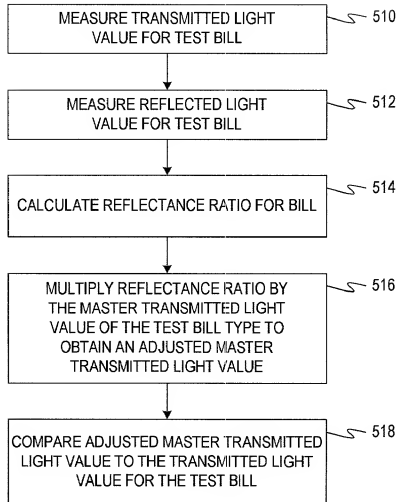 MEASURE TRANSMITTED LIGHT
VALUE FOR TEST BILL
510
MEASURE REFLECTED LIGHT
VALUE FOR TEST BILL
512
CALCULATE REFLECTANCE RATIO FOR BILL
514
MULTIPLY REFLECTANCE RATIO BY
THE MASTER TRANSMITTED LIGHT
VALUE OF THE TEST BILL TYPE TO
OBTAIN AN ADJUSTED MASTER
TRANSMITTED LIGHT VALUE
516
COMPARE ADJUSTED MASTER TRANSMITTED
LIGHT VALUE TO THE TRANSMITTED LIGHT
VALUE FOR THE TEST BILL
518